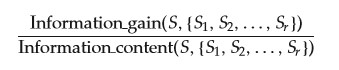 Information_gain(S, {S1, S2, . . . , Sr})
Information_content(S, {S1, S2, . . . , Sr})